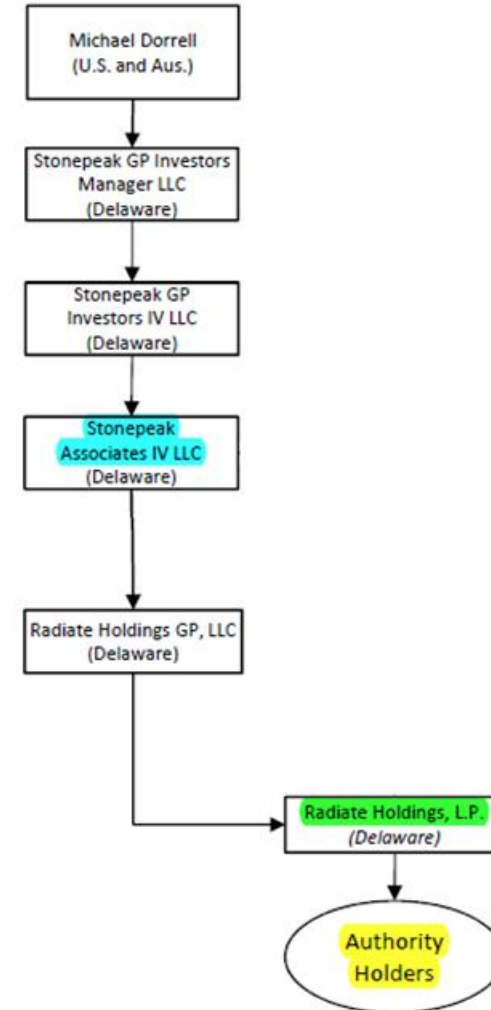 Michael Dorrell
(U.S. and Aus.)
Stonepeak GP Investors
Manager LLC
(Delaware)
Stonepeak GP
Investors IV LLC
(Delaware)
Stonepeak
Associates IV LLC
(Delaware)
Radiate Holdings GP, LLC
(Delaware)
Radiate Holdings, L.P.
(Delaware)
Authority
Holders